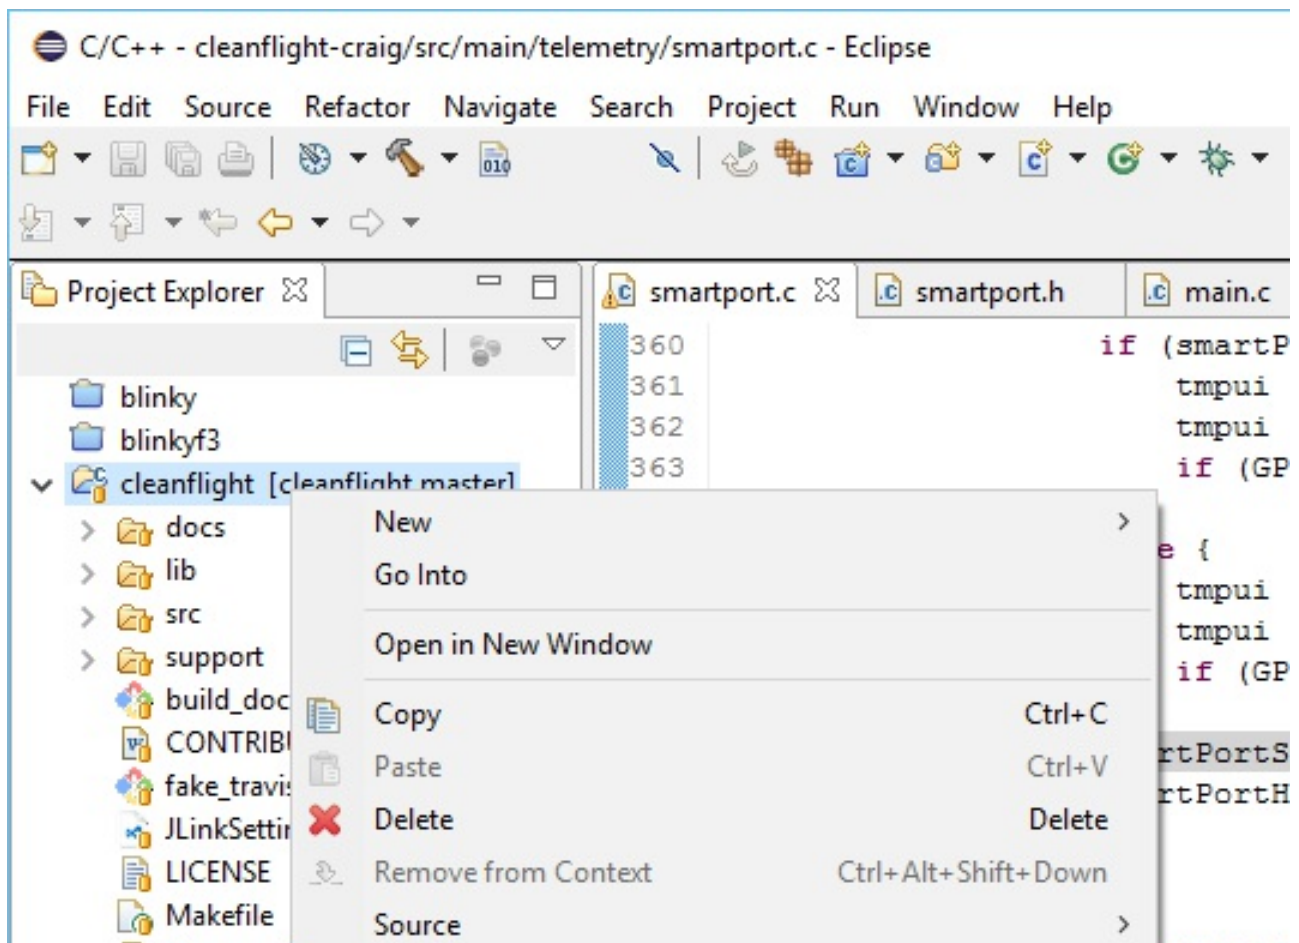 C/C++ - cleanflight-craig/src/main/telemetry/smartport.c - Eclipse
File Edit Source Refactor Navigate Search Project Run Window Help
010
Project Explorer
smartport.c smartport.h main.c
360 if (smartP
361 tmpui
362 tmpui
363 if (GP
e {
tmpui
tmpui
if (GP
rtPortS
rtPortH
blinky
blinkyf3
cleanflight [cleanflight master]
docs
lib
src
support
build_doc
CONTRIBU
fake_travis
JLinkSettin
LICENSE
Makefile
New
Go Into
Open in New Window
Copy Ctrl+C
Paste Ctrl+V
Delete Delete
Remove from Context Ctrl+Alt+Shift+Down
Source